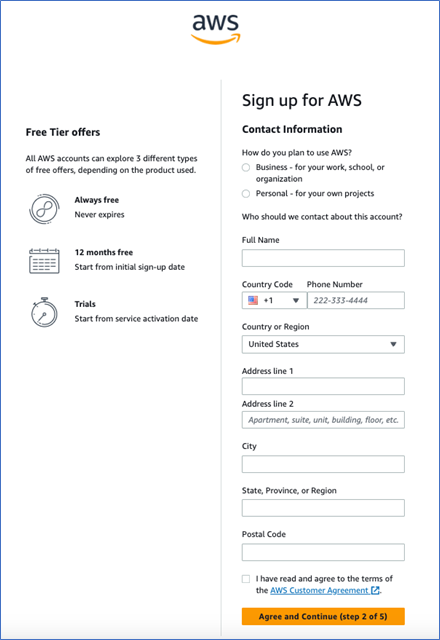 aws
Free Tier offers
All AWS accounts can explore 3 different types
of free offers, depending on the product used.
Always free
Never expires
12 months free
Start from initial sign-up date
Trials
Start from service activation date
Sign up for AWS
Contact Information
How do you plan to use AWS?
Business - for your work, school, or
organization
Personal - for your own projects
Who should we contact about this account?
Full Name
Country Code Phone Number
+1 222-333-4444
Country or Region
United States
Address line 1
Address line 2
Apartment, suite, unit, building, floor, etc.
City
State, Province, or Region
Postal Code
I have read and agree to the terms of
the AWS Customer Agreement.
Agree and Continue (step 2 of 5)